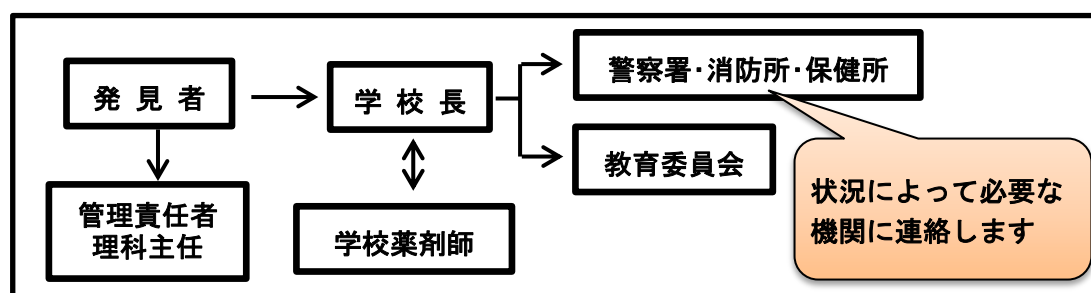 発見者
学校長
警察署・消防所・保健所
教育委員会
管理責任者
理科主任
学校薬剤師
状況によって必要な
機関に連絡します